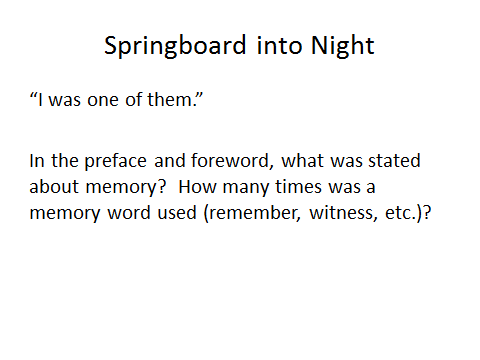 Springboard into Night
“I was one of them.”
In the preface and foreword, what was stated
about memory?  How many times was a
memory word used (remember, witness, etc.)?